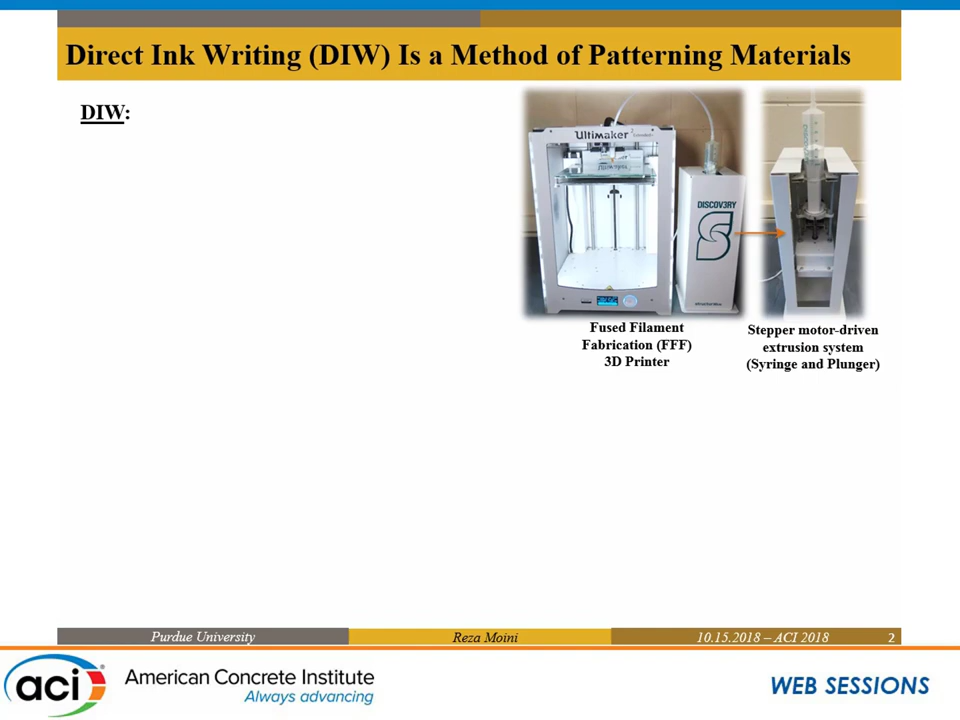 Direct Ink Writing (DIW) Is a Method of Patterning Materials
DIW:
Ultimaker 2
DISCOV3RY
Fused Filament
Fabrication (FFF)
3D Printer
Stepper motor-driven
extrusion system
(Syringe and Plunger)
Purdue University
Reza Moini
10.15.2018 – ACI 2018
2
aci
American Concrete Institute
Always advancing
WEB SESSIONS